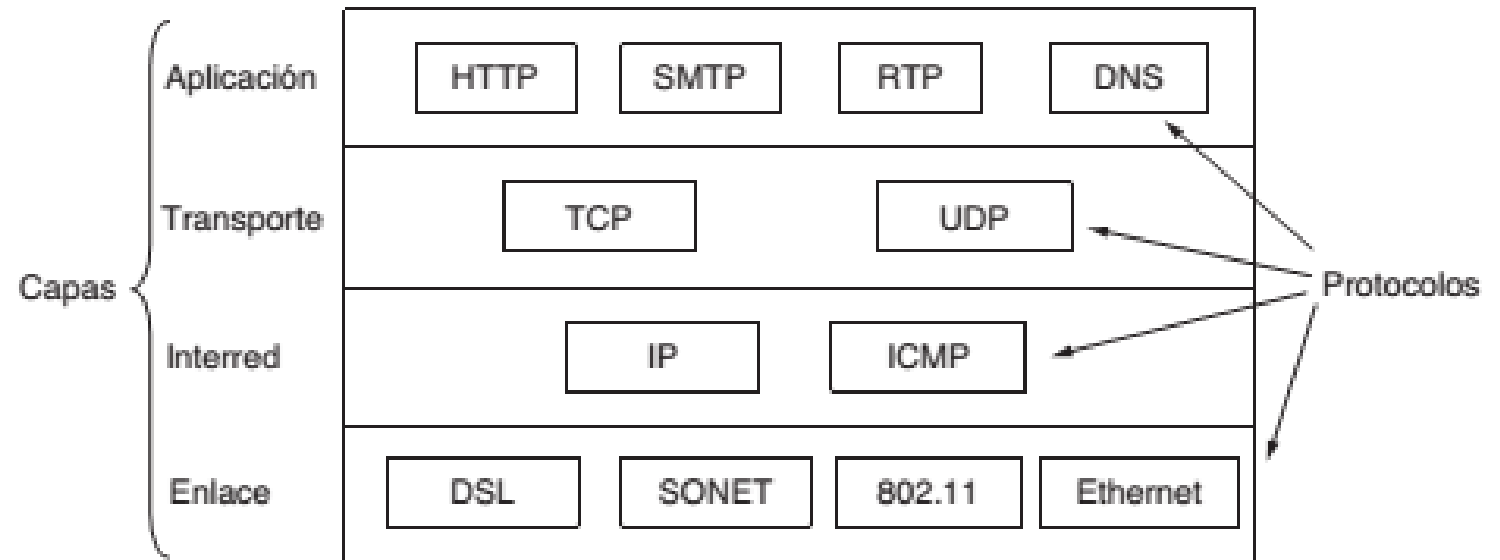 Aplicación HTTP SMTP RTP DNS
Transporte TCP UDP
Capas Protocolos
Interred IP ICMP
Enlace DSL SONET 802.11 Ethernet